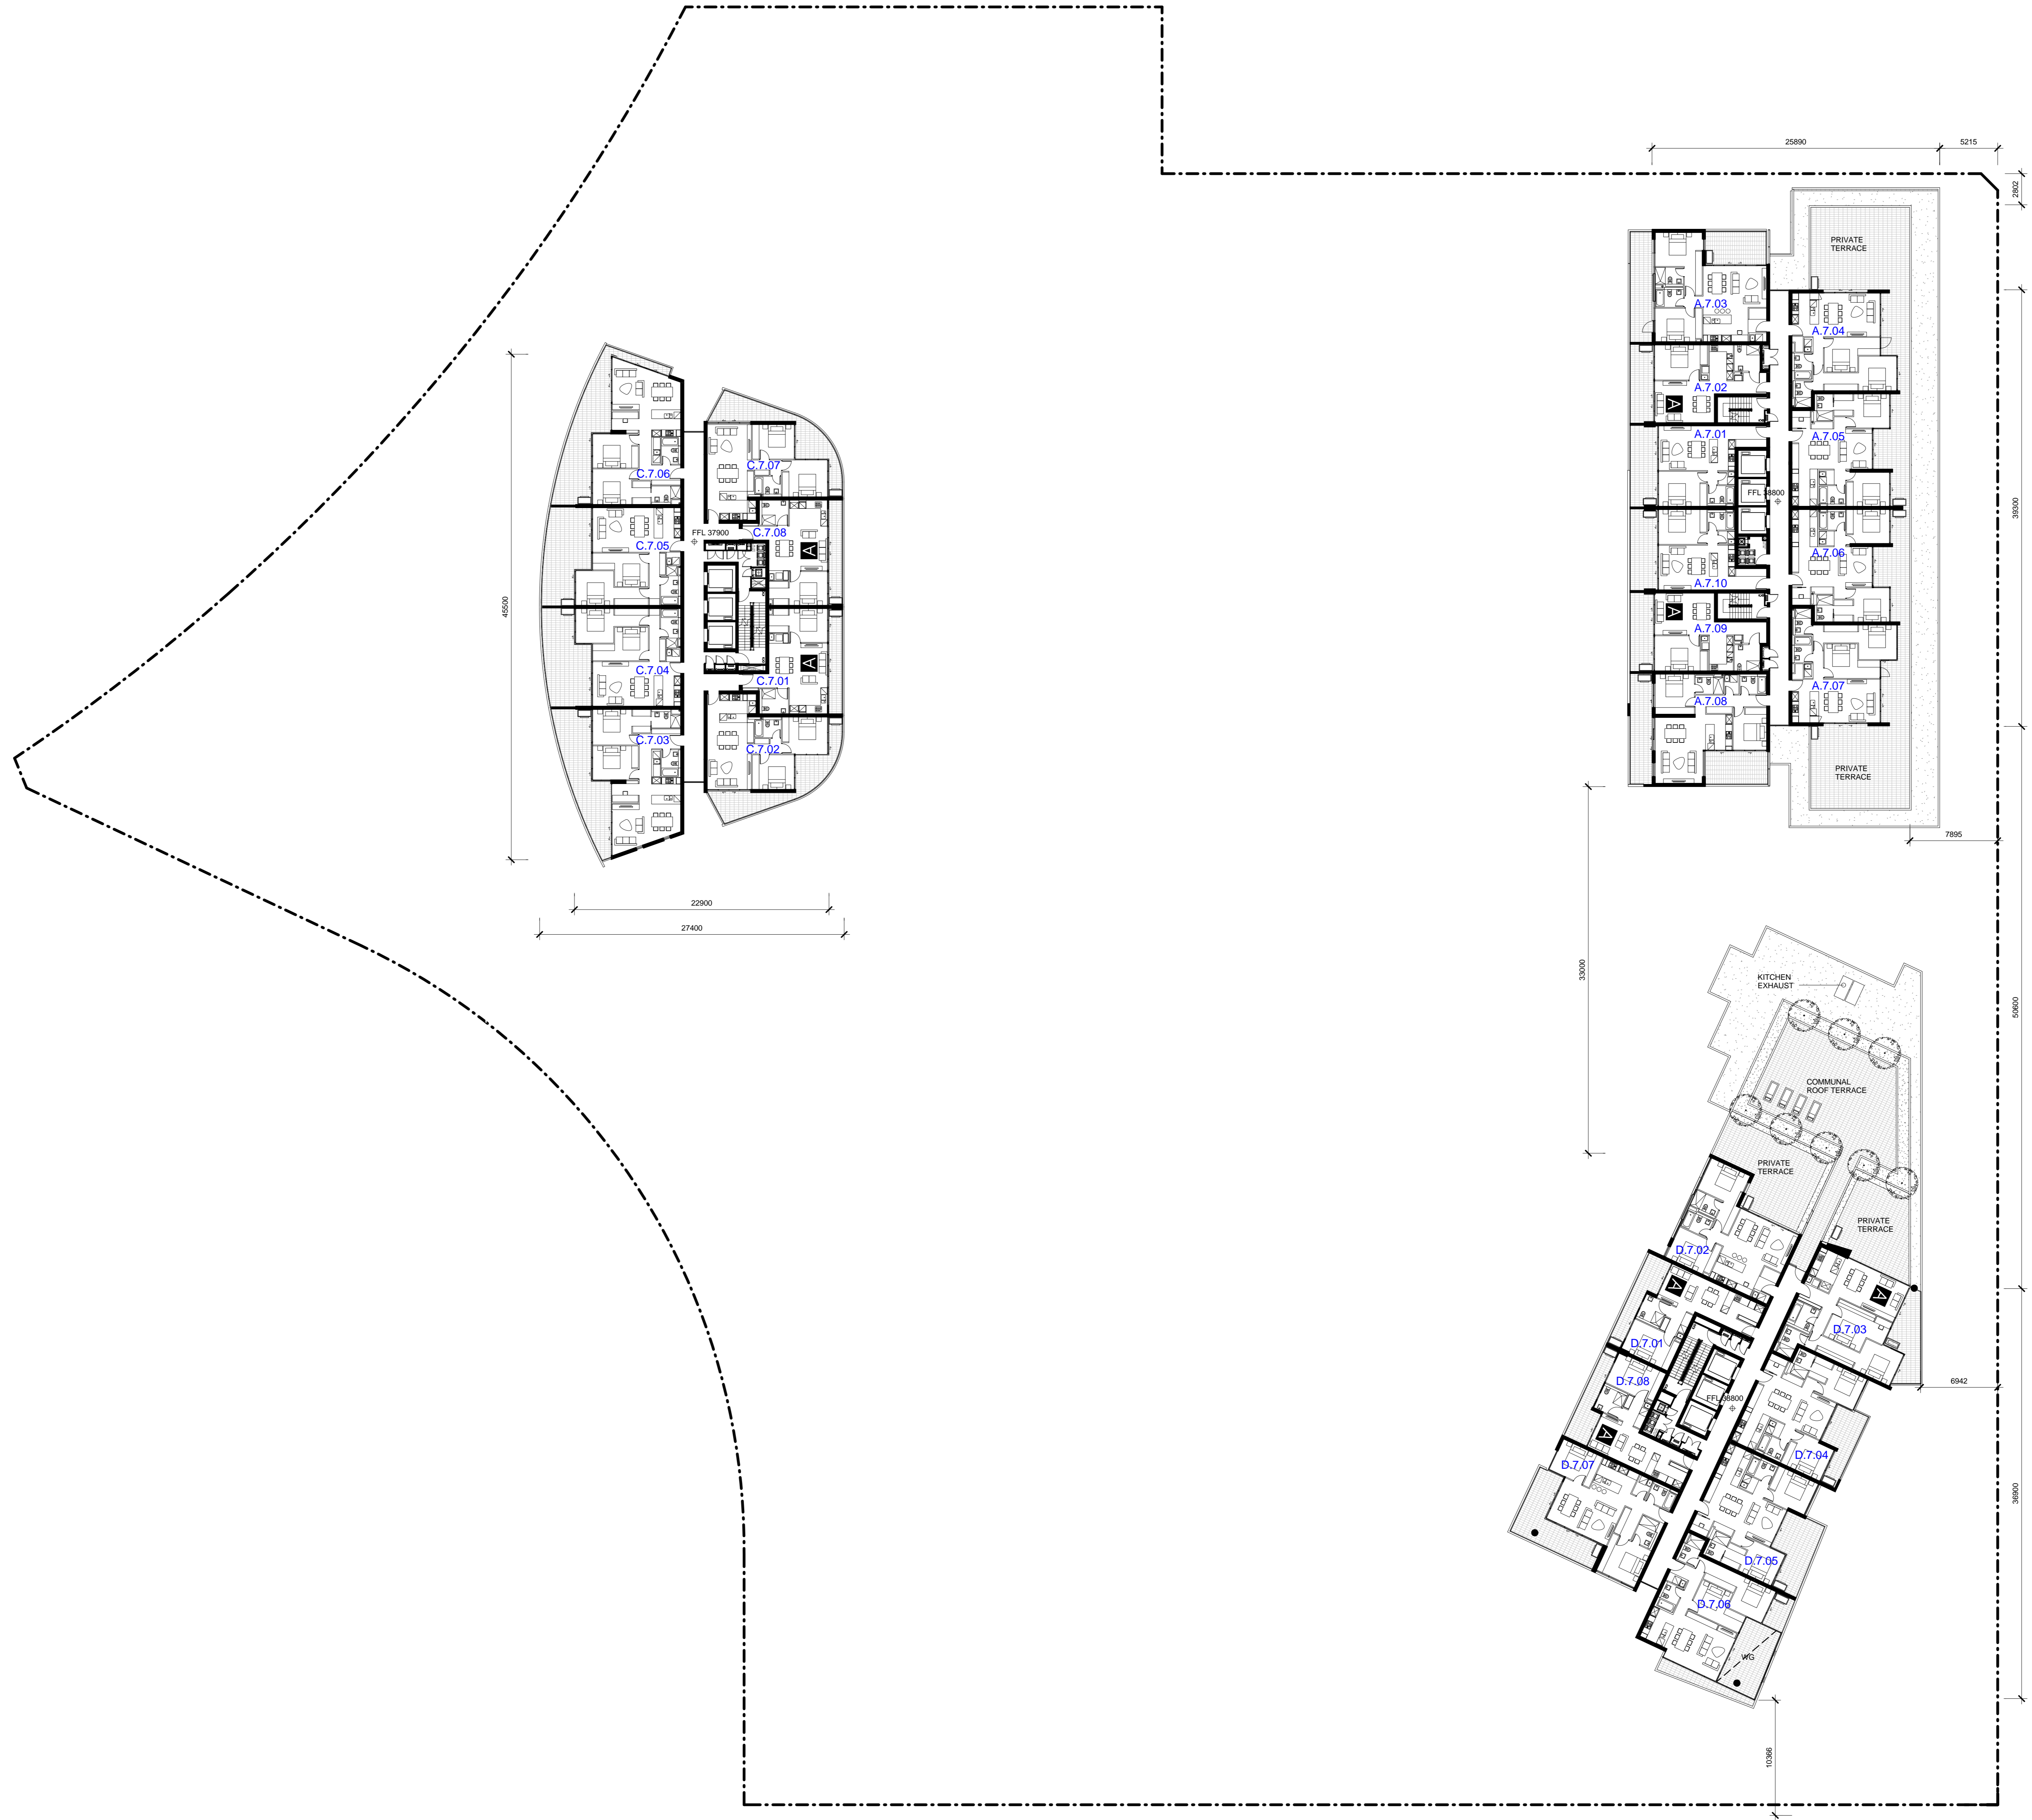 25890
5215
2802
PRIVATE
TERRACE
A.7.03
A.7.04
A.7.02
A
A.7.01
A.7.05
FFL 38800
39300
A.7.06
A.7.10
A
A.7.09
A.7.07
A.7.08
PRIVATE
TERRACE
7895
C.7.07
C.7.06
C.7.08
FFL 37900
C.7.05
A
45500
C.7.04
A
C.7.01
C.7.03
C.7.02
22900
27400
33000
50600
KITCHEN
EXHAUST
COMMUNAL
ROOF TERRACE
PRIVATE
TERRACE
PRIVATE
TERRACE
D.7.02
A
A
D.7.03
D.7.01
D.7.08
6942
FFL 38800
A
D.7.04
D.7.07
36900
D.7.05
D.7.06
WG
10366